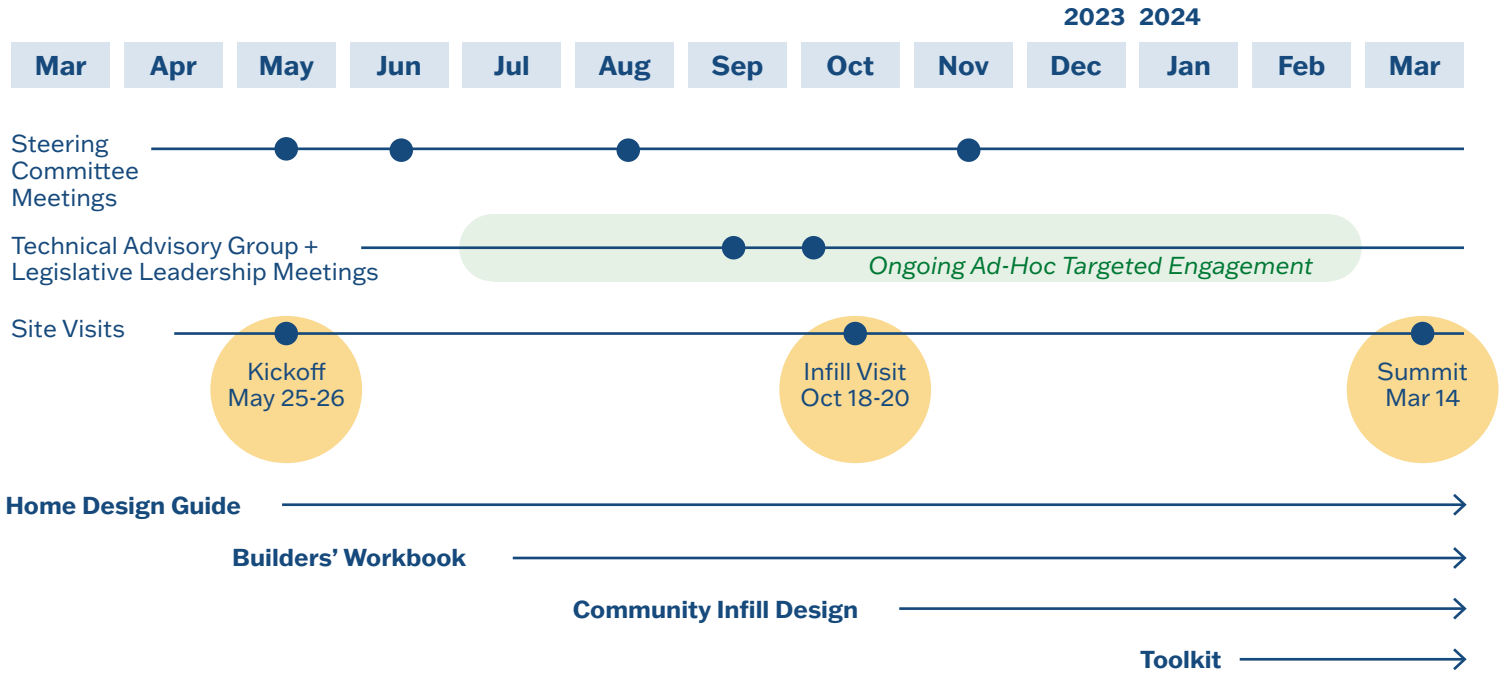 2023 2024
Mar Apr May Jun Jul Aug Sep Oct Nov Dec Jan Feb Mar
Steering
Committee
Meetings
Technical Advisory Group +
Legislative Leadership Meetings
Ongoing Ad-Hoc Targeted Engagement
Site Visits
Kickoff
May 25-26
Infill Visit
Oct 18-20
Summit
Mar 14
Home Design Guide
Builders’ Workbook
Community Infill Design
Toolkit